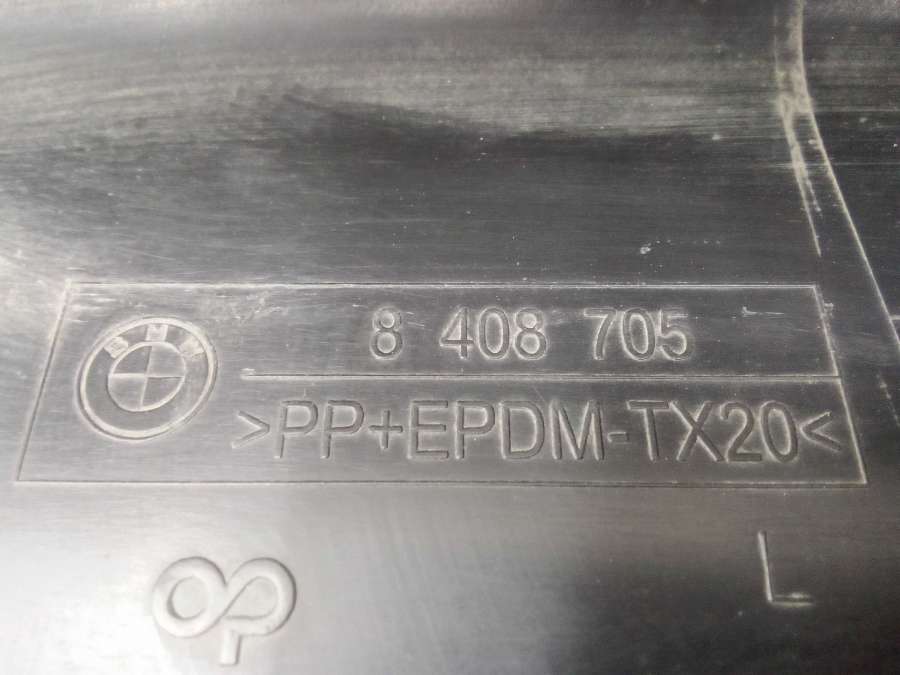 BMW
8 408 705
>PP+EPDM-TX20<
L